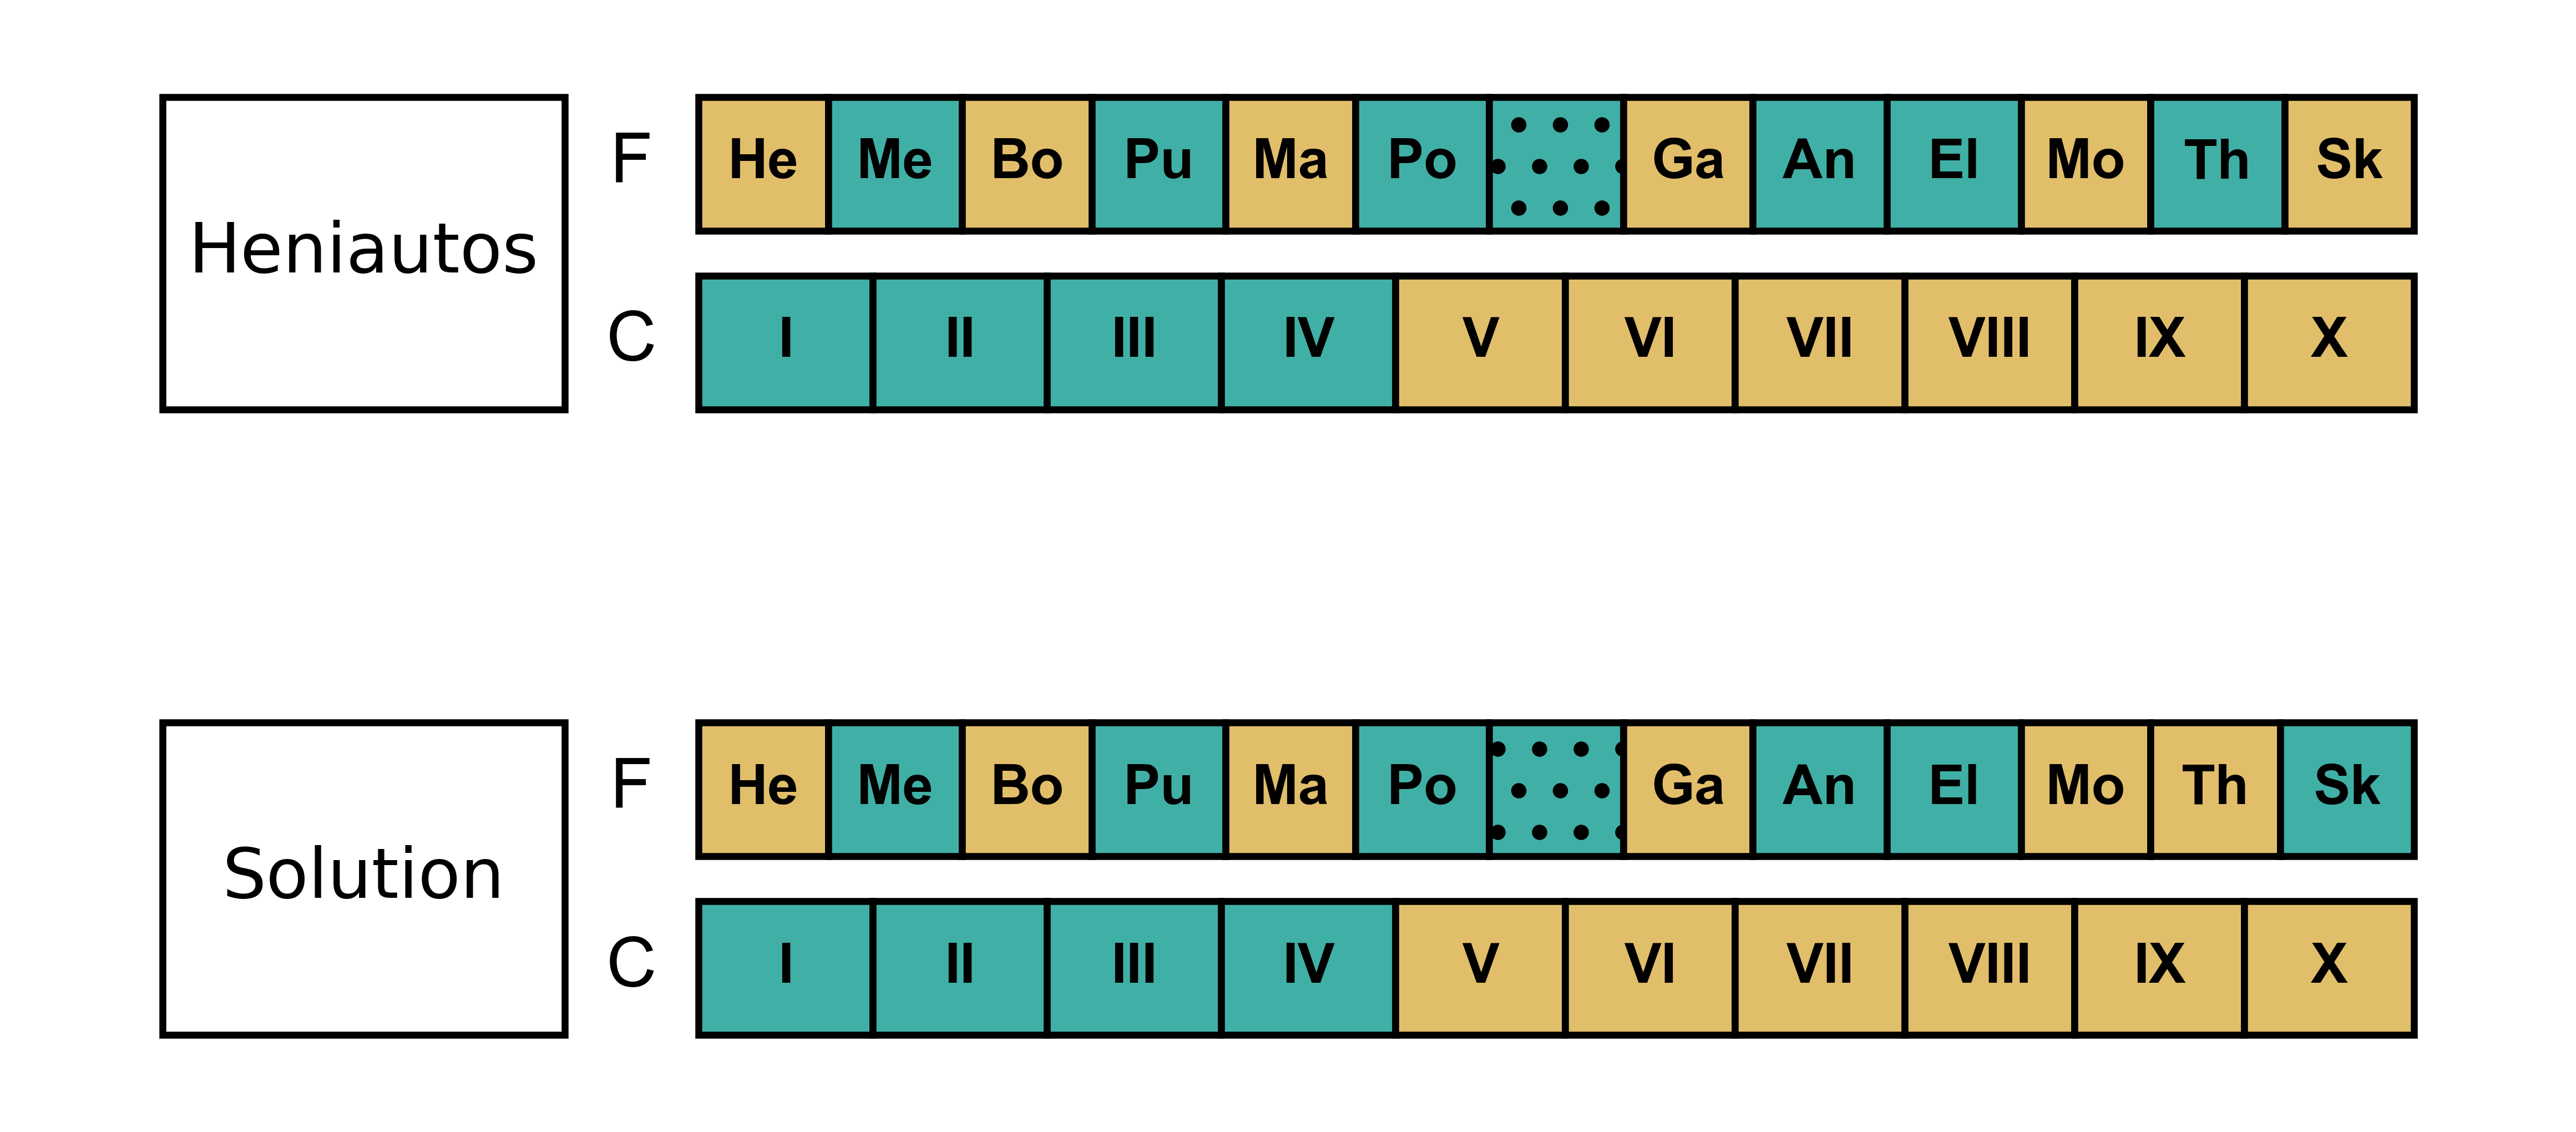 Heniautos
F He Me Bo Pu Ma Po Ga An El Mo Th Sk
C I II III IV V VI VII VIII IX X
Solution
F He Me Bo Pu Ma Po Ga An El Mo Th Sk
C I II III IV V VI VII VIII IX X